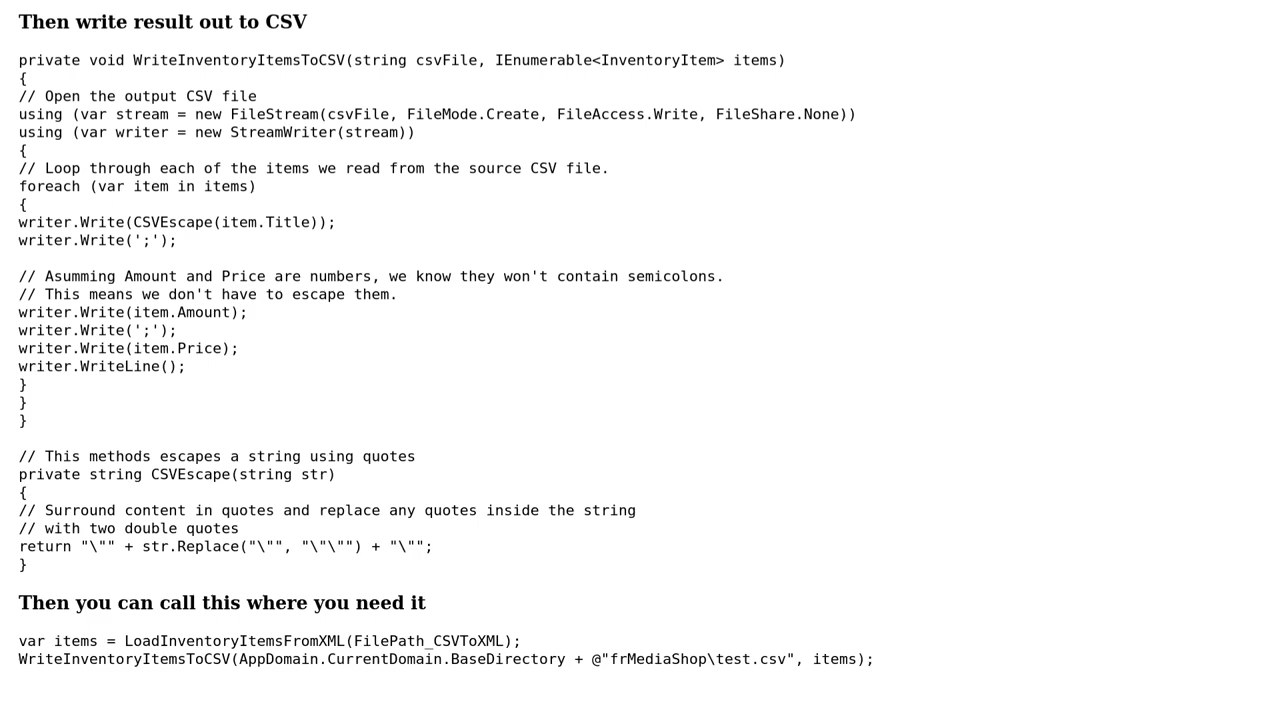 Then write result out to CSV
private void WriteInventoryItemsToCSV(string csvFile, IEnumerable<InventoryItem> items)
{
// Open the output CSV file
using (var stream = new FileStream(csvFile, FileMode.Create, FileAccess.Write, FileShare.None))
using (var writer = new StreamWriter(stream))
{
// Loop through each of the items we read from the source CSV file.
foreach (var item in items)
{
writer.Write(CSVEscape(item.Title));
writer.Write(';');
// Asumming Amount and Price are numbers, we know they won't contain semicolons.
// This means we don't have to escape them.
writer.Write(item.Amount);
writer.Write(';');
writer.Write(item.Price);
writer.WriteLine();
}
}
}
// This methods escapes a string using quotes
private string CSVEscape(string str)
{
// Surround content in quotes and replace any quotes inside the string
// with two double quotes
return "\"" + str.Replace("\"", "\"\"") + "\"";
}
Then you can call this where you need it
var items = LoadInventoryItemsFromXML(FilePath_CSVToXML);
WriteInventoryItemsToCSV(AppDomain.CurrentDomain.BaseDirectory + @"frMediaShop\test.csv", items);